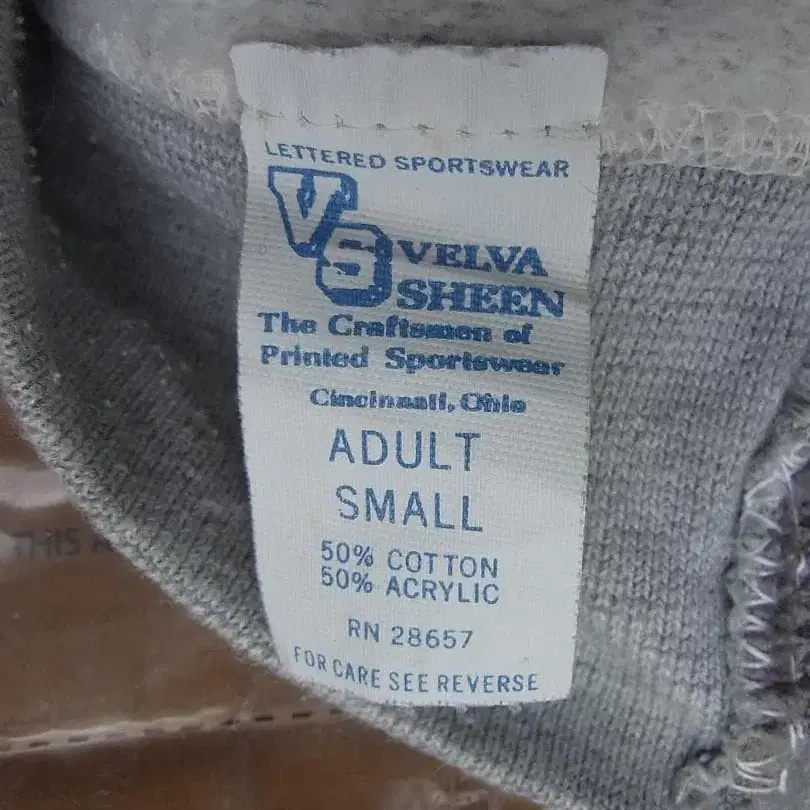 LETTERED SPORTSWEAR
VS VELVA
SHEEN
The Craftsmen of
Printed Sportswear
Cincinnati, Ohio
ADULT
SMALL
50% COTTON
50% ACRYLIC
RN 28657
FOR CARE SEE REVERSE
THIS